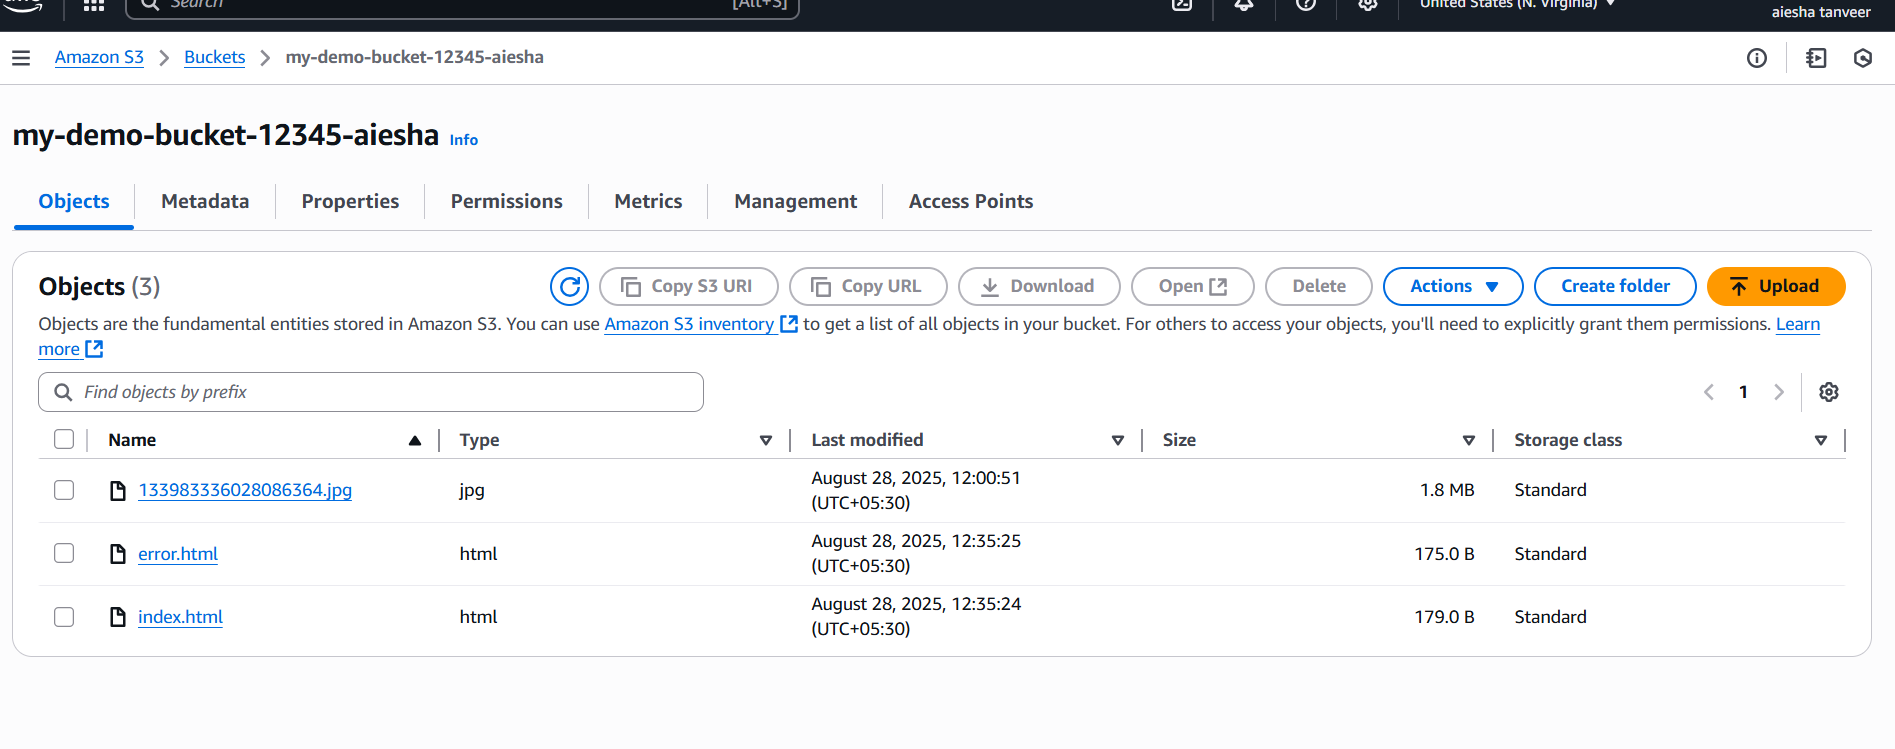 Search [Alt+S] United States (N. Virginia) aiesha tanveer
Amazon S3 Buckets my-demo-bucket-12345-aiesha
my-demo-bucket-12345-aiesha Info
Objects Metadata Properties Permissions Metrics Management Access Points
Objects (3) Copy S3 URI Copy URL Download Open Delete Actions Create folder Upload
Objects are the fundamental entities stored in Amazon S3. You can use Amazon S3 inventory to get a list of all objects in your bucket. For others to access your objects, you'll need to explicitly grant them permissions. Learn
more
Find objects by prefix 1
Name Type Last modified Size Storage class
133983336028086364.jpg jpg August 28, 2025, 12:00:51 1.8 MB Standard
(UTC+05:30)
error.html html August 28, 2025, 12:35:25 175.0 B Standard
(UTC+05:30)
index.html html August 28, 2025, 12:35:24 179.0 B Standard
(UTC+05:30)